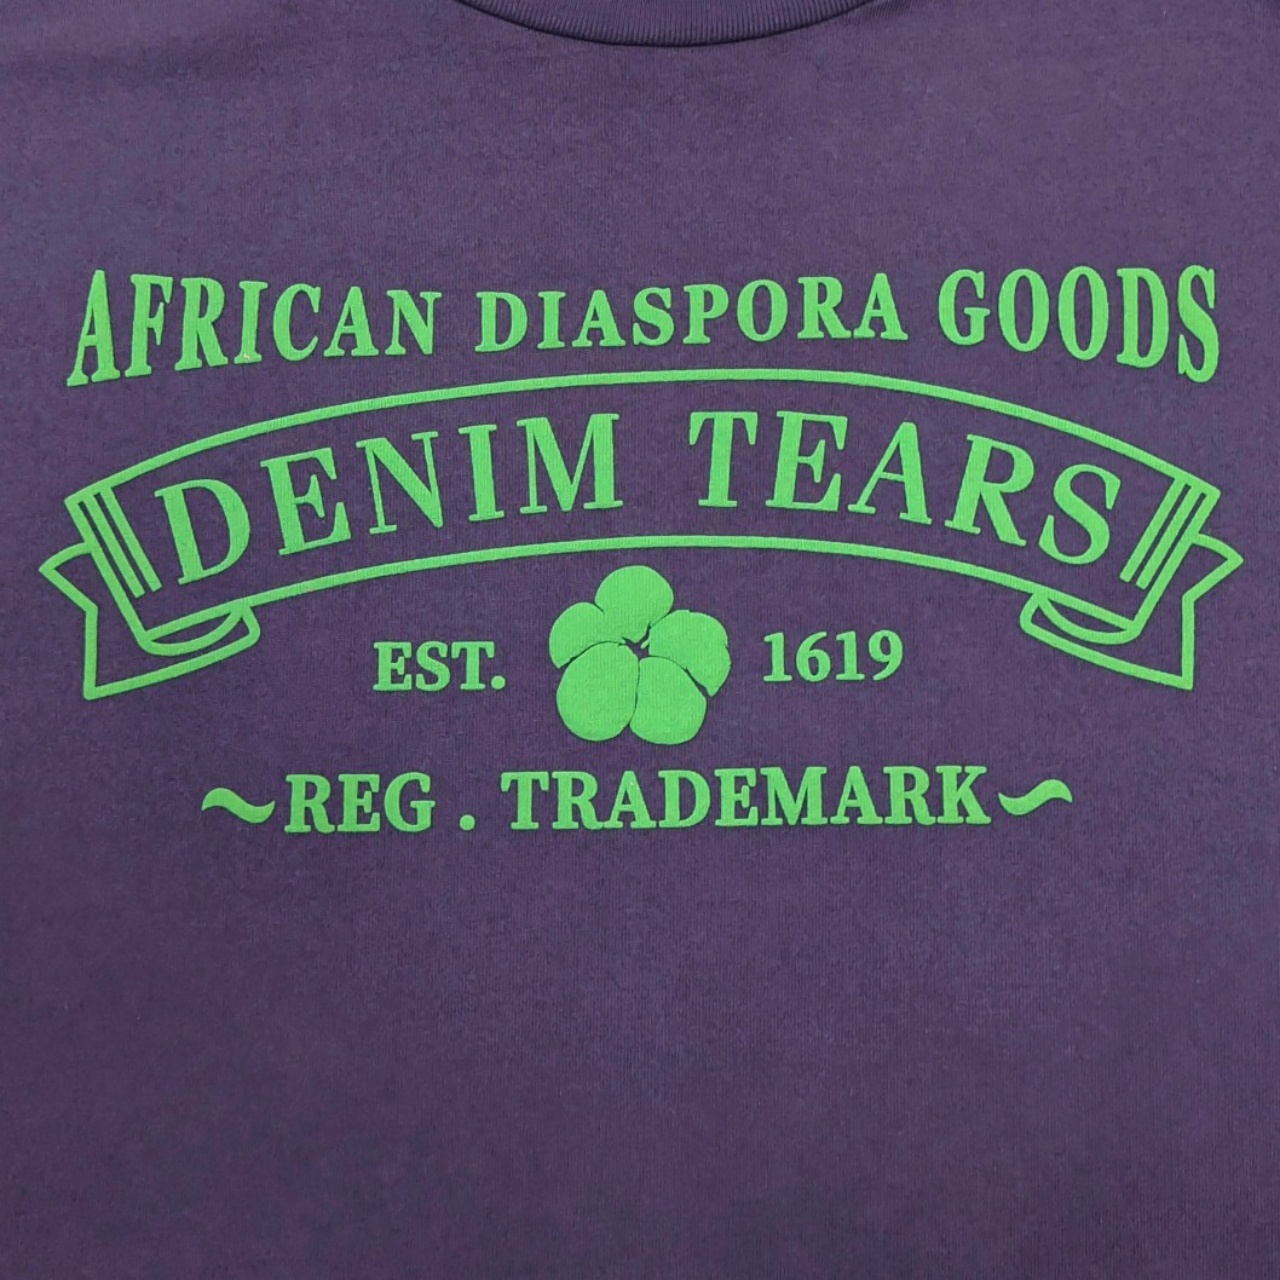 AFRICAN DIASPORA GOODS
DENIM TEARS
EST. 1619
~REG . TRADEMARK~